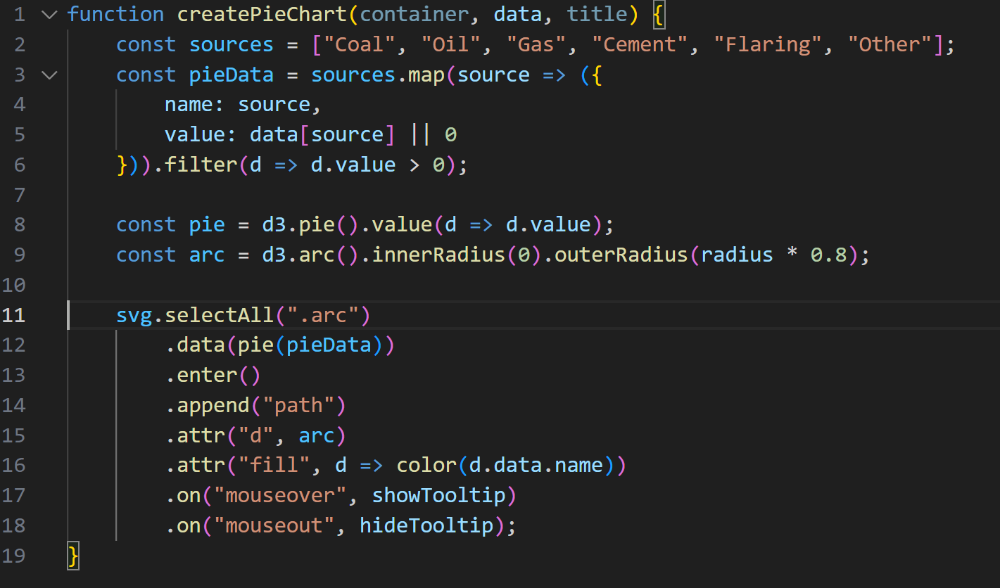 1 function createPieChart(container, data, title) {
2     const sources = ["Coal", "Oil", "Gas", "Cement", "Flaring", "Other"];
3     const pieData = sources.map(source => ({
4         name: source,
5         value: data[source] || 0
6     })).filter(d => d.value > 0);
7
8     const pie = d3.pie().value(d => d.value);
9     const arc = d3.arc().innerRadius(0).outerRadius(radius * 0.8);
10
11     svg.selectAll(".arc")
12         .data(pie(pieData))
13         .enter()
14         .append("path")
15         .attr("d", arc)
16         .attr("fill", d => color(d.data.name))
17         .on("mouseover", showTooltip)
18         .on("mouseout", hideTooltip);
19 }